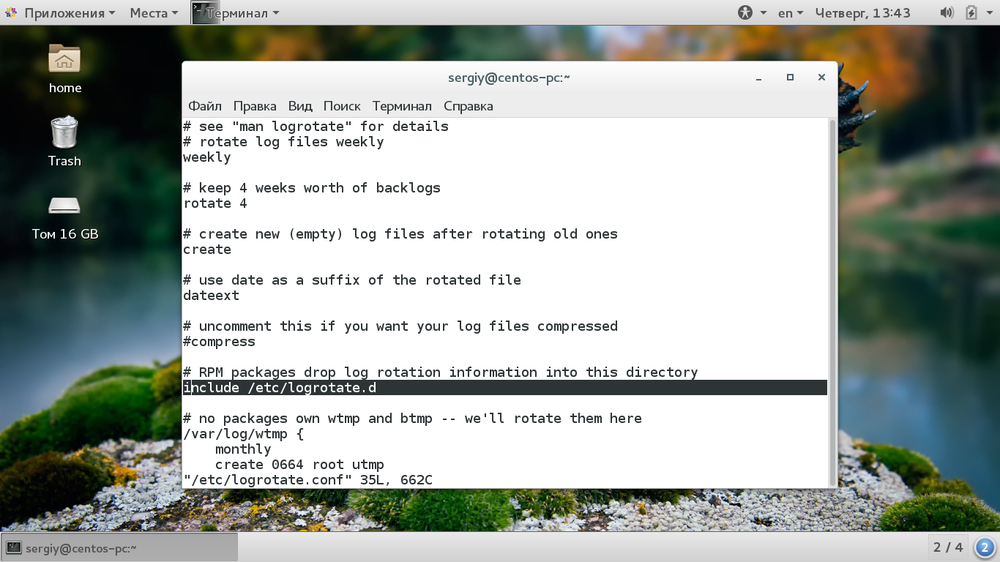 Приложения Места Терминал en Четверг, 13:43
home
Trash
Том 16 GB
sergiy@centos-pc:~
Файл Правка Вид Поиск Терминал Справка
# see "man logrotate" for details
# rotate log files weekly
weekly
# keep 4 weeks worth of backlogs
rotate 4
# create new (empty) log files after rotating old ones
create
# use date as a suffix of the rotated file
dateext
# uncomment this if you want your log files compressed
#compress
# RPM packages drop log rotation information into this directory
include /etc/logrotate.d
# no packages own wtmp and btmp -- we'll rotate them here
/var/log/wtmp {
monthly
create 0664 root utmp
"/etc/logrotate.conf" 35L, 662C
sergiy@centos-pc:~ 2 / 4 2